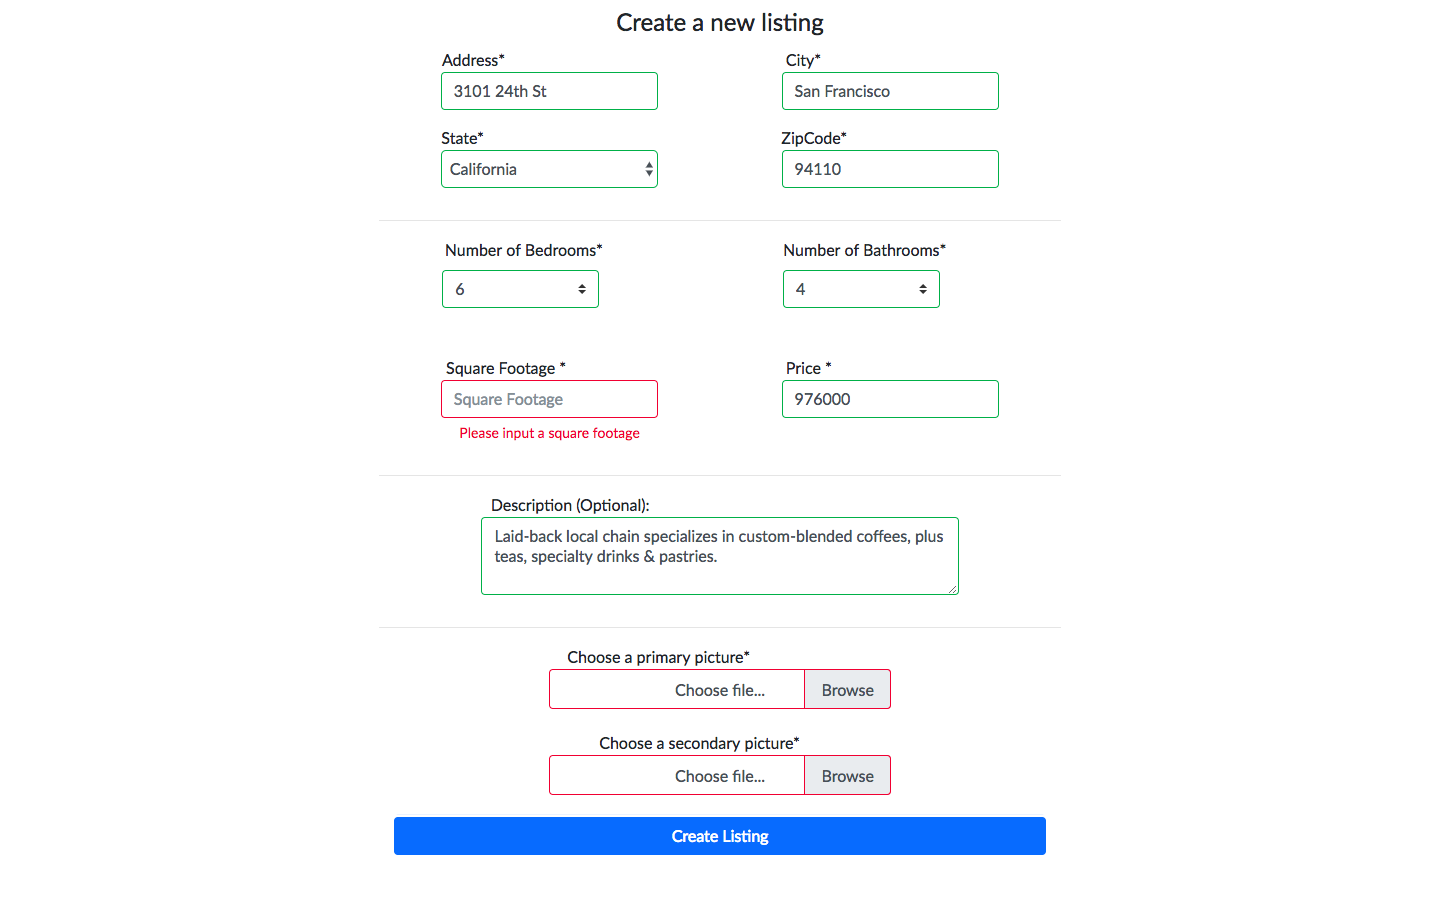 Create a new listing
Address*
City*
3101 24th St
San Francisco
State*
ZipCode*
California
94110
Number of Bedrooms*
Number of Bathrooms*
6
4
Square Footage *
Price *
Square Footage
976000
Please input a square footage
Description (Optional):
Laid-back local chain specializes in custom-blended coffees, plus
teas, specialty drinks & pastries.
Choose a primary picture*
Choose file...
Browse
Choose a secondary picture*
Choose file...
Browse
Create Listing